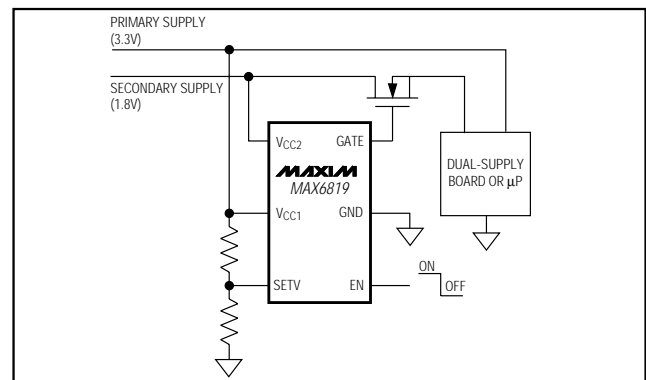 PRIMARY SUPPLY
(3.3V)
SECONDARY SUPPLY
(1.8V)
VCC2
GATE
MAXIM
MAX6819
DUAL-SUPPLY
BOARD OR μP
VCC1
GND
SETV
EN
ON
OFF